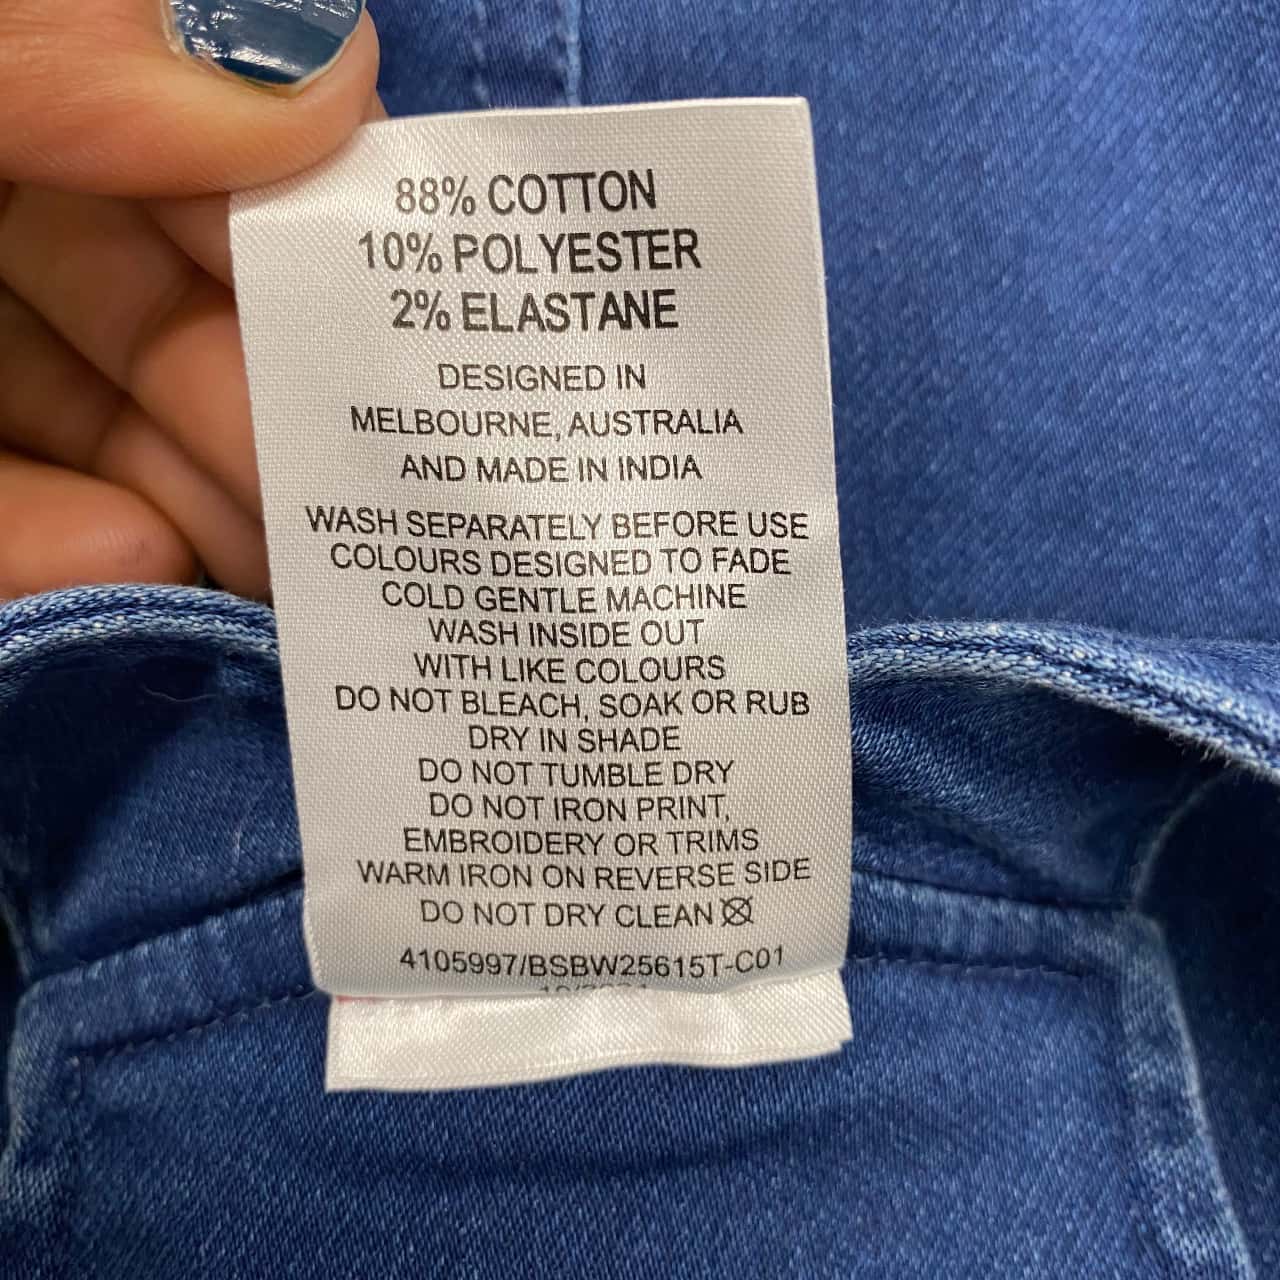 88% COTTON
10% POLYESTER
2% ELASTANE
DESIGNED IN
MELBOURNE, AUSTRALIA
AND MADE IN INDIA
WASH SEPARATELY BEFORE USE
COLOURS DESIGNED TO FADE
COLD GENTLE MACHINE
WASH INSIDE OUT
WITH LIKE COLOURS
DO NOT BLEACH, SOAK OR RUB
DRY IN SHADE
DO NOT TUMBLE DRY
DO NOT IRON PRINT,
EMBROIDERY OR TRIMS
WARM IRON ON REVERSE SIDE
DO NOT DRY CLEAN
4105997/BSBW25615T-C01